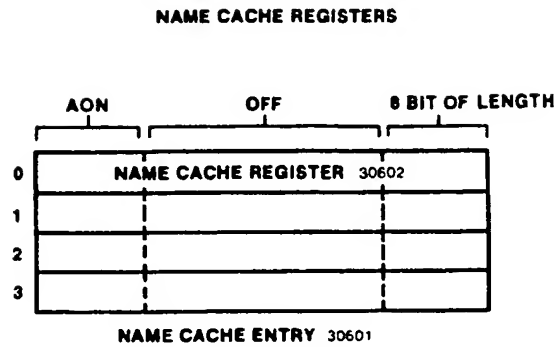 NAME CACHE REGISTERS
AON OFF 8 BIT OF LENGTH
0 NAME CACHE REGISTER 30602
1
2
3
NAME CACHE ENTRY 30601